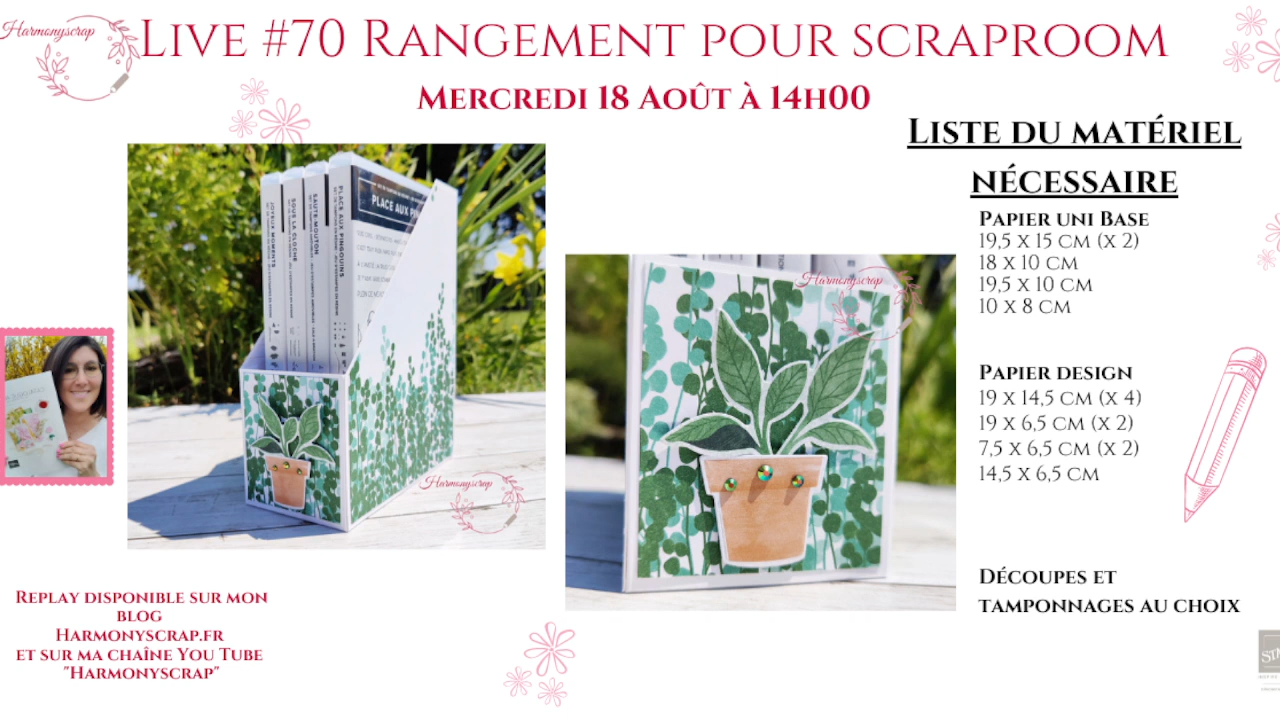 Harmonyscrap
Live #70 Rangement pour scraproom
Mercredi 18 Août à 14h00
Liste du matériel
nécessaire
Papier uni Base
19,5 x 15 cm (x 2)
18 x 10 cm
19,5 x 10 cm
10 x 8 cm
Papier design
19 x 14,5 cm (x 4)
19 x 6,5 cm (x 2)
7,5 x 6,5 cm (x 2)
14,5 x 6,5 cm
Découpes et
tamponnages au choix
JOYEUX MOMENTS
SOUS LA CLOCHE
SAUTE-MOUTON
PLACE AUX PINGOUINS
PLACE AUX
Harmonyscrap
Harmonyscrap
Replay disponible sur mon
blog
Harmonyscrap.fr
et sur ma chaîne You Tube
"Harmonyscrap"